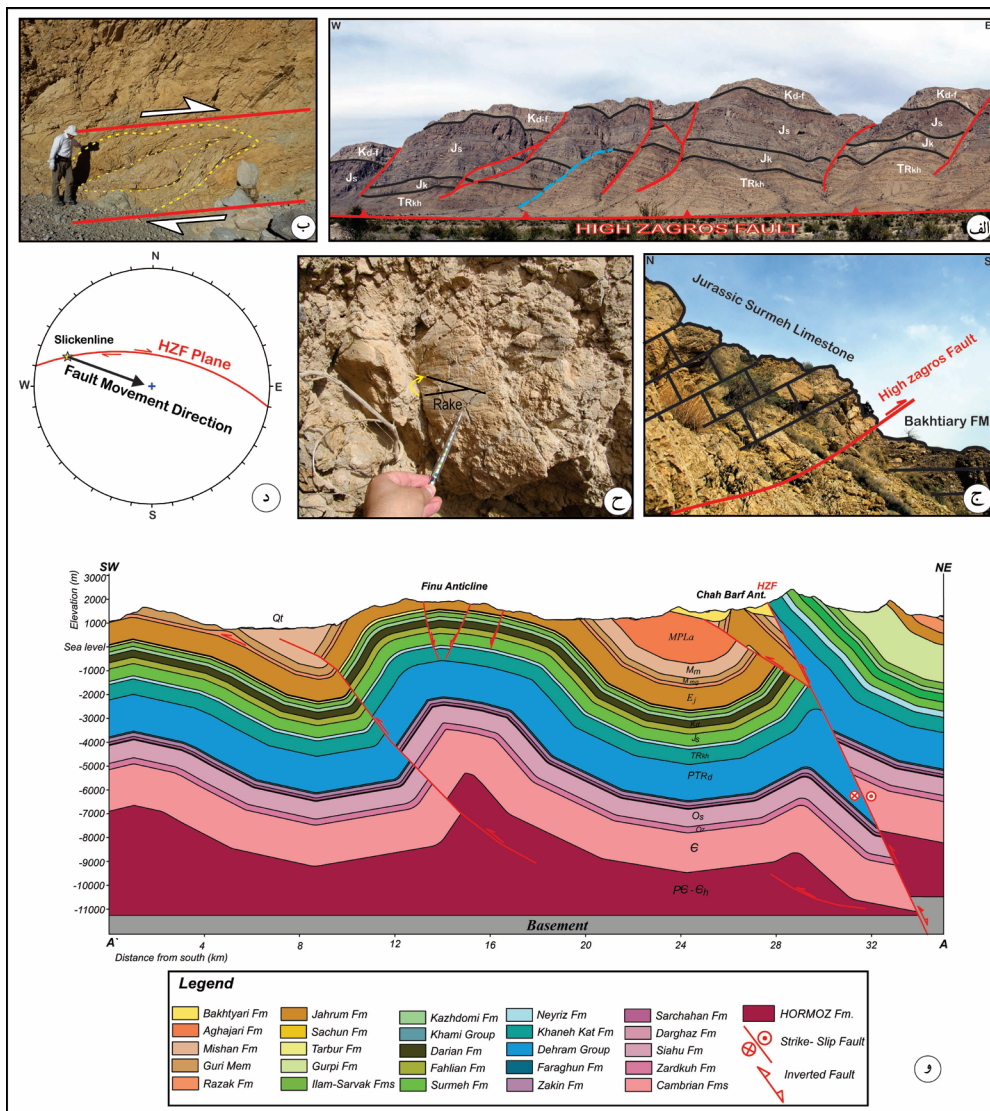 ب
W
E
Kd-f
Kd-f
Kd-f
Kd-f
Js
Js
Js
Js
Jk
Jk
Jk
TRkh
TRkh
TRkh
HIGH ZAGROS FAULT
الف
N
Slickenline
HZF Plane
W
E
Fault Movement Direction
S
د
Rake
ح
N
S
Jurassic Surmeh Limestone
High zagros Fault
Bakhtiary FM
ج
SW
NE
Elevation (m)
3000
2000
1000
Sea level
-1000
-2000
-3000
-4000
-5000
-6000
-7000
-8000
-9000
-10000
-11000
Finu Anticline
Chah Barf Ant.
HZF
Qt
MPLa
Mm
M mg
Ej
Kd
Js
TRkh
PTRd
Os
Є
PЄ - Єh
Basement
A`
4
8
12
16
20
24
28
32
A
Distance from south (km)
Legend
Bakhtyari Fm
Aghajari Fm
Mishan Fm
Guri Mem
Razak Fm
Jahrum Fm
Sachun Fm
Tarbur Fm
Gurpi Fm
Ilam-Sarvak Fms
Kazhdomi Fm
Khami Group
Darian Fm
Fahlian Fm
Surmeh Fm
Neyriz Fm
Khaneh Kat Fm
Dehram Group
Faraghun Fm
Zakin Fm
Sarchahan Fm
Darghaz Fm
Siahu Fm
Zardkuh Fm
Cambrian Fms
HORMOZ Fm.
Strike- Slip Fault
Inverted Fault
و